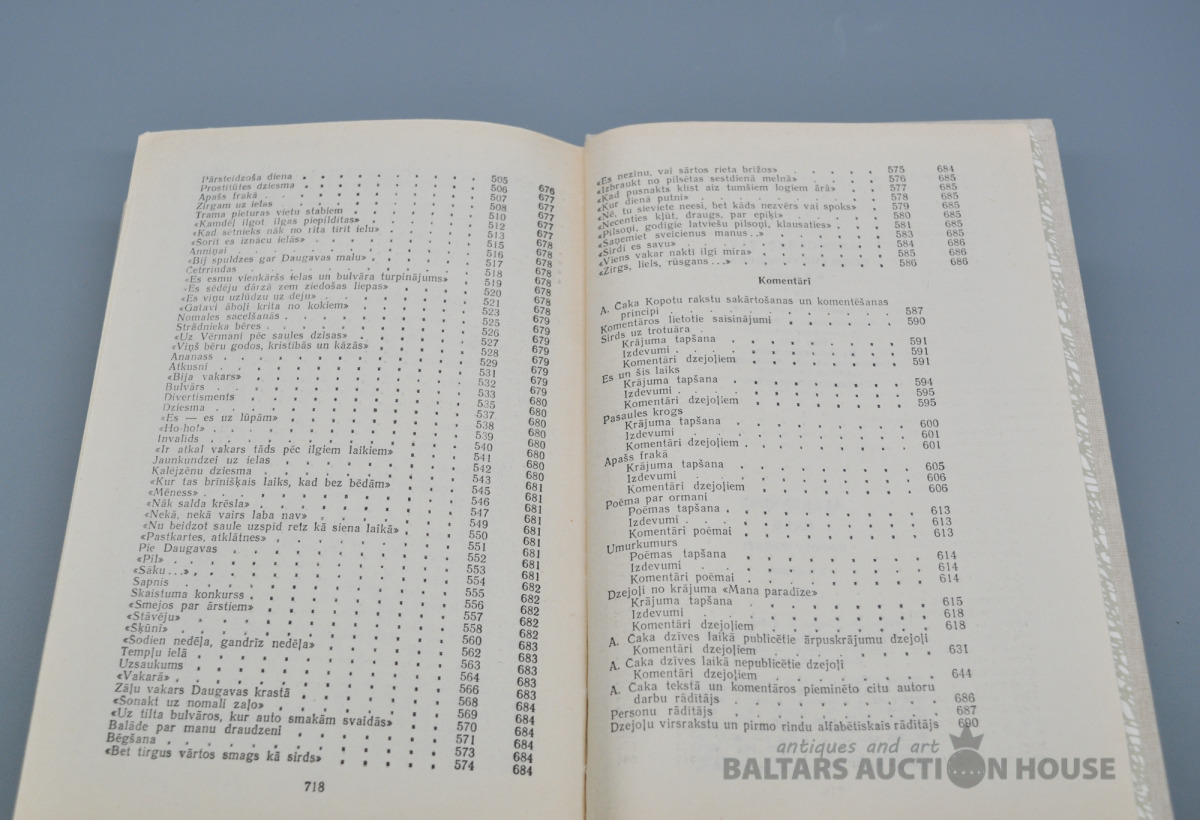 Pārsteidzoša diena . . . 505 676
Prostitūtes dziesma . . . 506 677
Apašs frakā . . . 507 677
Zirgam uz ielas . . . 508 677
Trama pieturas vietu stabiem . . . 510 677
«Kamdēļ ilgot ilgas piepildītas» . . . 512 677
«Kad sētnieks nāk no rīta tīrīt ielu» . . . 513 678
«Šorīt es iznācu ielās» . . . 515 678
Anniņai . . . 516 678
«Bij spuldzes gar Daugavas malu» . . . 517 678
Četrrindas . . . 518 678
«Es esmu vienkāršs ielas un bulvāra turpinājums» . . . 519 678
«Es sēdēju dārzā zem ziedošas liepas» . . . 520 678
«Es viņu uzlūdzu uz deju» . . . 521 678
«Gatavi āboļi krita no kokiem» . . . 523 679
Nomales sacelšanās . . . 525 679
Strādnieka bēres . . . 526 679
«Uz Vērmani pēc saules dzisas» . . . 527 679
«Viņš bēru godos, kristībās un kāzās» . . . 528 679
Ananass . . . 529 679
Atkusnī . . . 531 679
«Bija vakars» . . . 532 679
Bulvārs . . . 533 680
Divertisments . . . 535 680
Dziesma . . . 537 680
«Es — es uz lūpām» . . . 538 680
«Ho-ho!» . . . 539 680
Invalīds . . . 540 680
«Ir atkal vakars tāds pēc ilgiem laikiem» . . . 541 680
Jaunkundzei uz ielas . . . 542 680
Kalējzēnu dziesma . . . 543 681
«Kur tas brīnišķais laiks, kad bez bēdām» . . . 545 681
«Mēness» . . . 546 681
«Nāk salda krēsla» . . . 547 681
«Nekā, nekā vairs laba nav» . . . 549 681
«Nu beidzot saule uzspīd retz kā siena laikā» . . . 550 681
«Pastkartes, atklātnes» . . . 551 681
Pie Daugavas . . . 552 681
«Pīl» . . . 553 681
«Sāku ...» . . . 554 682
Sapnis . . . 555 682
Skaistuma konkurss . . . 556 682
«Smejos par ārstiem» . . . 557 682
«Stāvēju» . . . 558 682
«Šķūnī» . . . 560 683
«Šodien nedēļa, gandrīz nedēļa» . . . 562 683
Tempļu ielā . . . 563 683
Uzsaukums . . . 564 683
«Vakarā» . . . 566 683
Zāļu vakars Daugavas krastā . . . 568 684
«Šonakt uz nomali zaļo» . . . 569 684
«Uz tilta bulvāros, kur auto smakām svaidās» . . . 570 684
Balāde par manu draudzeni . . . 571 684
Bēgšana . . . 573 684
«Bet tirgus vārtos smags kā sirds» . . . 574 684
718
«Es nezinu, vai sārtos rieta brīžos» . . . 575 684
«Izbraukt no pilsētas sestdienā melnā» . . . 576 685
«Kad pusnakts klīst aiz tumšiem logiem ārā» . . . 577 685
«Kur dienā putni» . . . 578 685
«Nē, tu sieviete neesi, bet kāds nezvērs vai spoks» . . . 579 685
«Necenties kļūt, draugs, par epiķi» . . . 580 685
«Pilsoņi, godīgie latviešu pilsoņi, klausaties» . . . 581 685
«Saņemiet sveicienus manus ..» . . . 583 685
«Sirdī es savu» . . . 584 686
«Viens vakar naktī ilgi mira» . . . 585 686
«Zirgs, liels, rūsgans ...» . . . 586 686
Komentāri
A. Čaka Kopotu rakstu sakārtošanas un komentēšanas
principi . . . 587
Komentāros lietotie saīsinājumi . . . 590
Sirds uz trotuāra .
Krājuma tapšana . . . 591
Izdevumi . . . 591
Komentāri dzejoļiem . . . 591
Es un šis laiks
Krājuma tapšana . . . 594
Izdevumi . . . 595
Komentāri dzejoļiem . . . 595
Pasaules krogs
Krājuma tapšana . . . 600
Izdevumi . . . 601
Komentāri dzejoļiem . . . 601
Apašs frakā
Krājuma tapšana . . . 605
Izdevumi . . . 606
Komentāri dzejoļiem . . . 606
Poēma par ormani
Poēmas tapšana . . . 613
Izdevumi . . . 613
Komentāri poēmai . . . 613
Umurkumurs
Poēmas tapšana . . . 614
Izdevumi . . . 614
Komentāri poēmai . . . 614
Dzejoļi no krājuma «Mana paradīze»
Krājuma tapšana . . . 615
Izdevumi . . . 618
Komentāri dzejoļiem . . . 618
A. Čaka dzīves laikā publicētie ārpuskrājumu dzejoļi
Komentāri dzejoļiem . . . 631
A. Čaka dzīves laikā nepublicētie dzejoļi
Komentāri dzejoļiem . . . 644
A. Čaka tekstā un komentāros pieminēto citu autoru
darbu rādītājs . . . 686
Personu rādītājs . . . 687
Dzejoļu virsrakstu un pirmo rindu alfabētiskais rādītājs 690
antiques and art
BALTARS AUCTION HOUSE